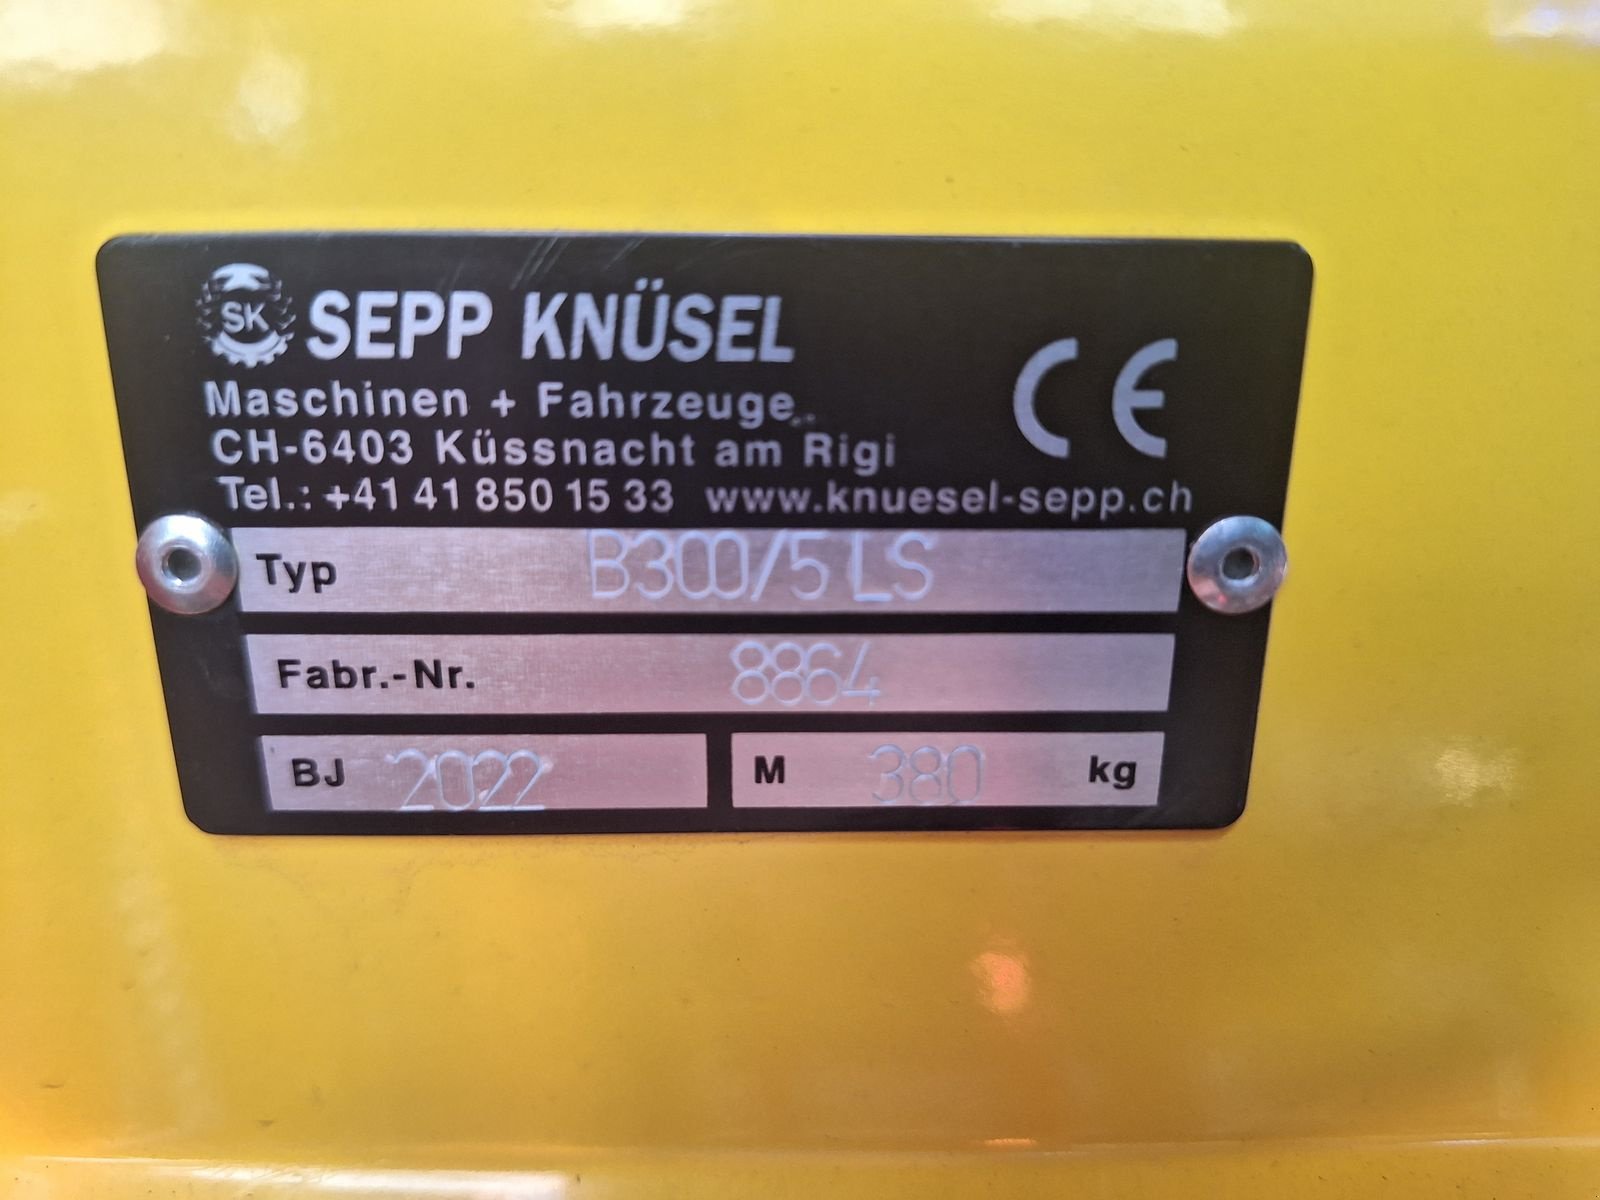 SK SEPP KNÜSEL
Maschinen + Fahrzeuge
CH-6403 Küssnacht am Rigi
Tel.: +41 41 850 15 33 www.knuesel-sepp.ch
CE
Typ B300/5 LS
Fabr.-Nr. 8864
BJ 2022 M 380 kg